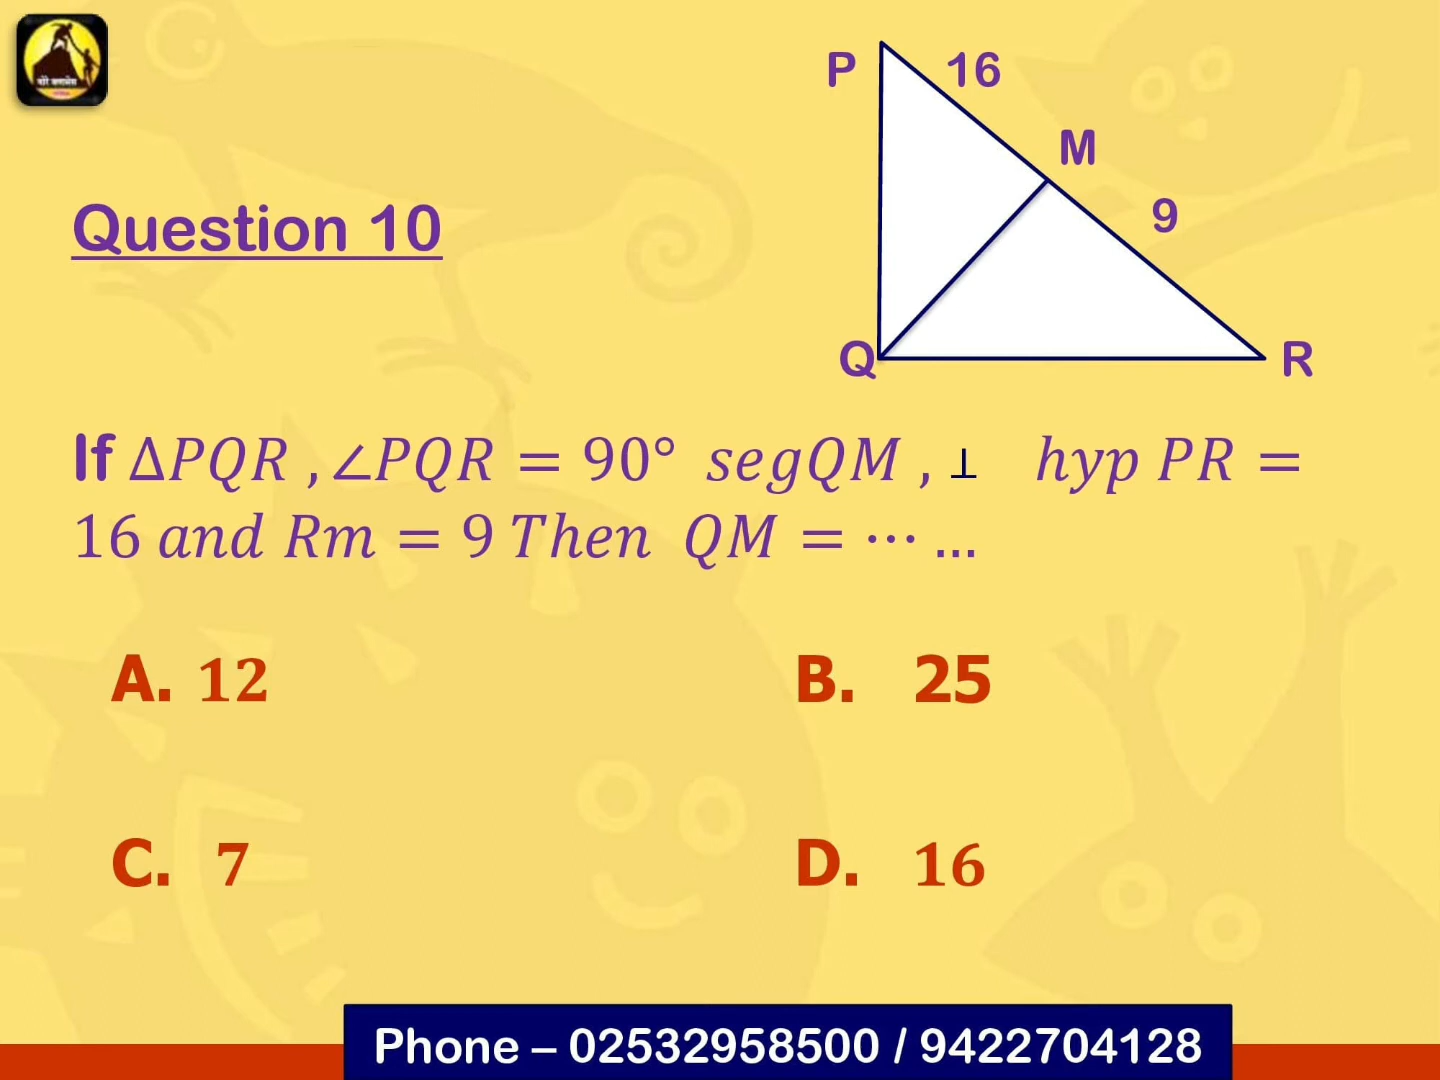 P 16
M
9
Question 10
Q R
If ∆PQR , ∠PQR = 90° segQM , ⊥ hyp PR =
16 and Rm = 9 Then QM = ⋯ ...
A. 12 B. 25
C. 7 D. 16
Phone – 02532958500 / 9422704128